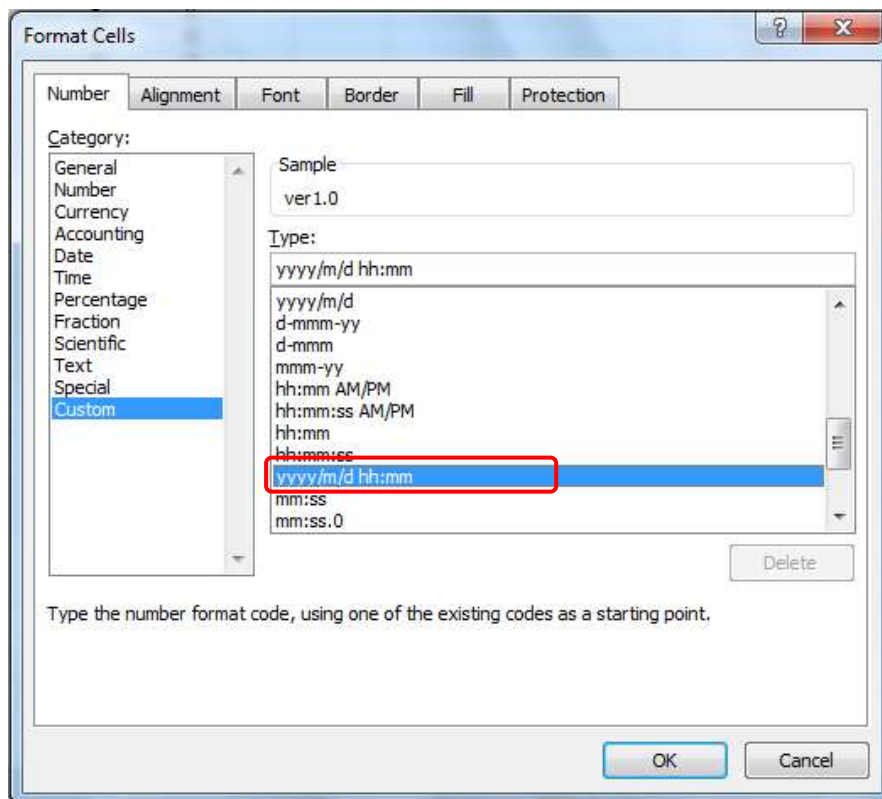 Format Cells
Number Alignment Font Border Fill Protection
Category:
General
Number
Currency
Accounting
Date
Time
Percentage
Fraction
Scientific
Text
Special
Custom
Sample
ver1.0
Type:
yyyy/m/d hh:mm
yyyy/m/d
d-mmm-yy
d-mmm
mmm-yy
hh:mm AM/PM
hh:mm:ss AM/PM
hh:mm
hh:mm:ss
yyyy/m/d hh:mm
mm:ss
mm:ss.0
Delete
Type the number format code, using one of the existing codes as a starting point.
OK Cancel